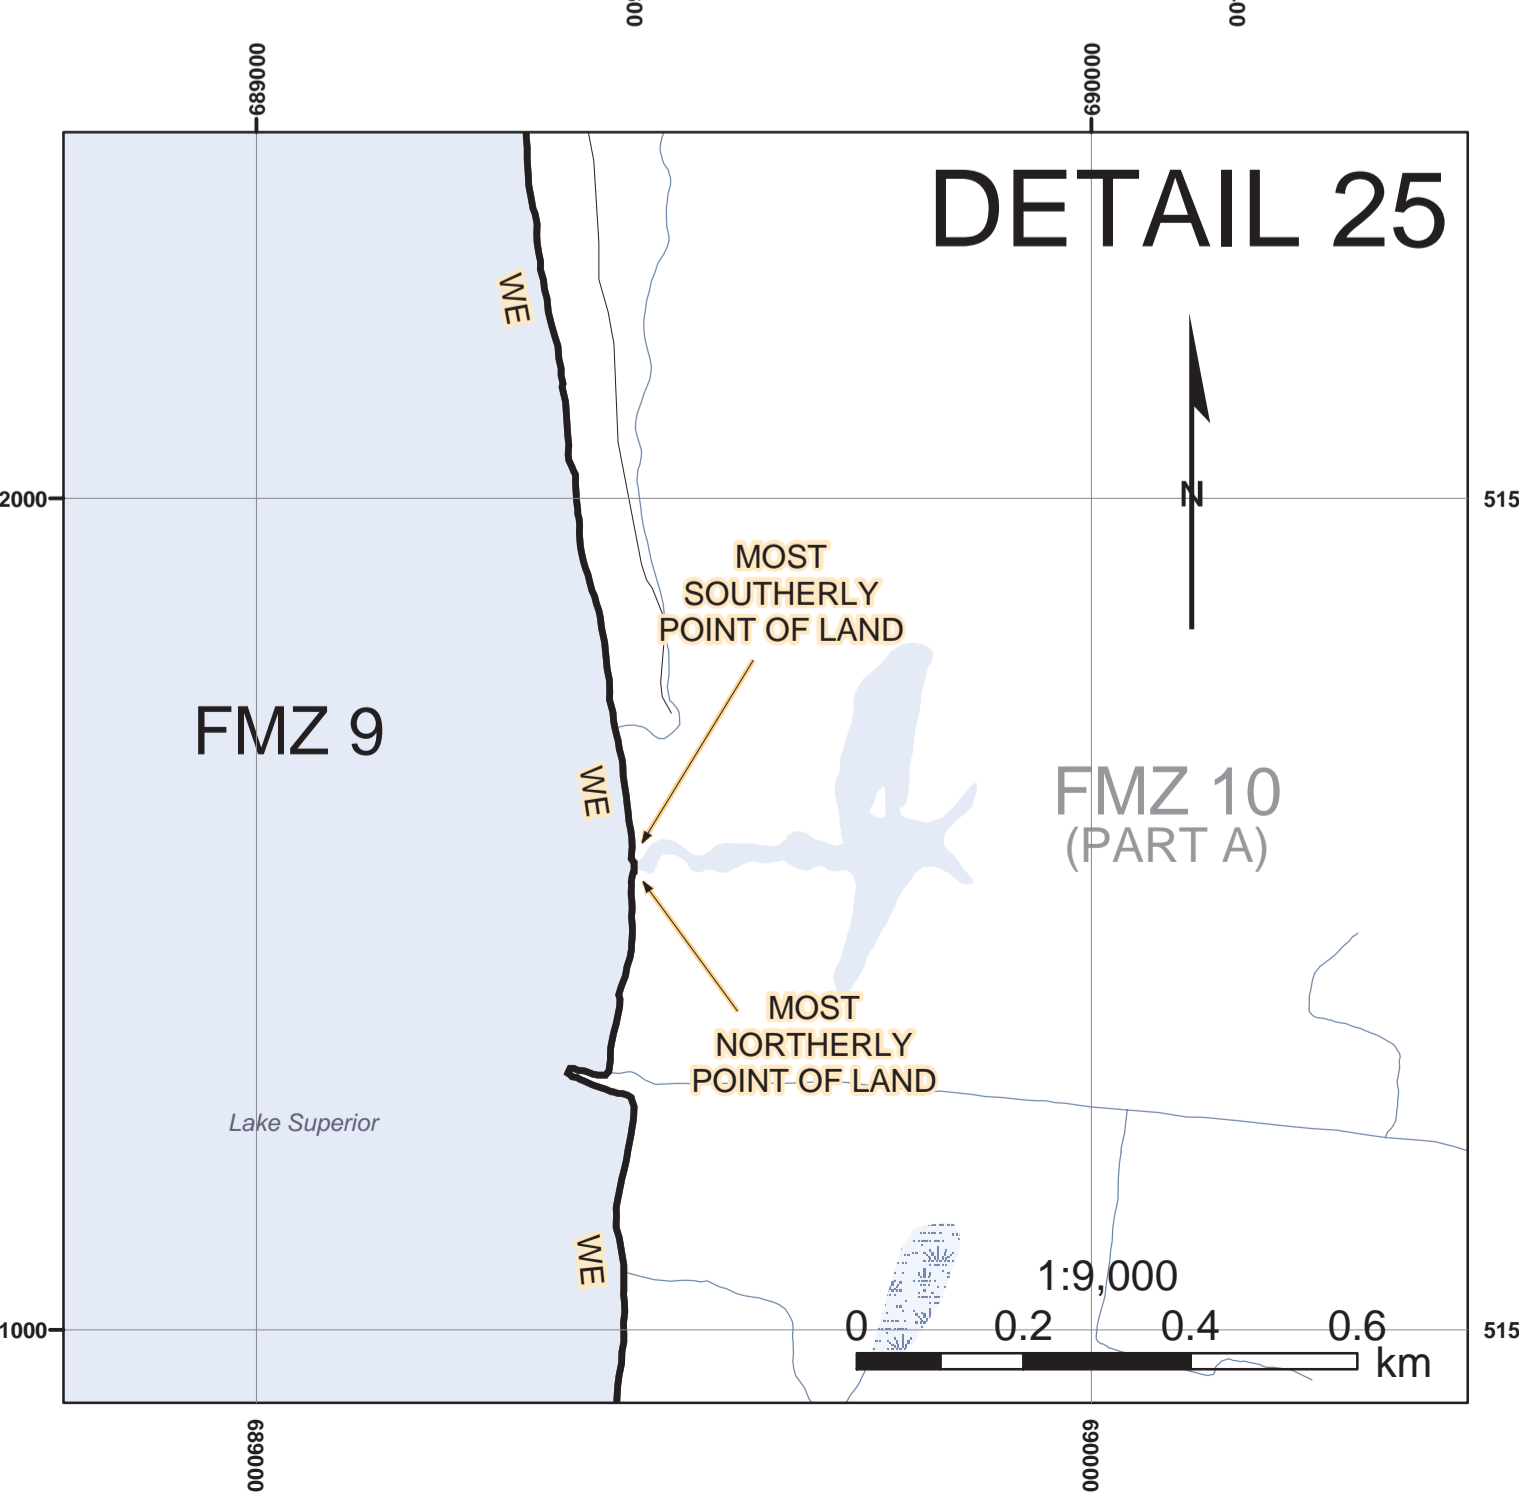 689000
690000
DETAIL 25
WE
N
2000
515
MOST
SOUTHERLY
POINT OF LAND
FMZ 9
WE
FMZ 10
(PART A)
MOST
NORTHERLY
POINT OF LAND
Lake Superior
WE
1:9,000
0 0.2 0.4 0.6
km
1000
515
689000
690000